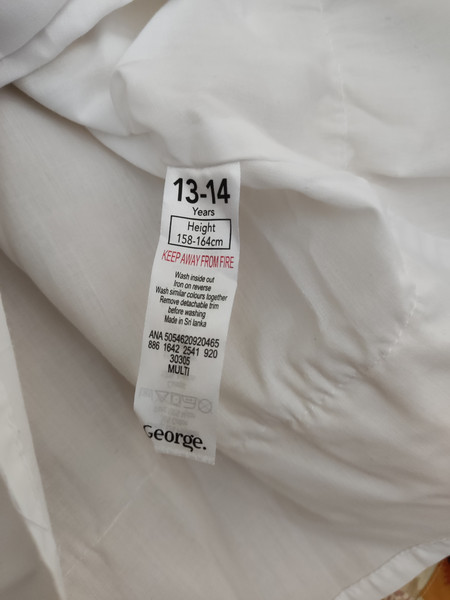 13-14
Years
Height
158-164cm
KEEP AWAY FROM FIRE
Wash inside out
Iron on reverse
Wash similar colours together
Remove detachable trim
before washing
Made in Sri lanka
ANA 5054620920465
886 1642 2541 920
30305
MULTI
George.